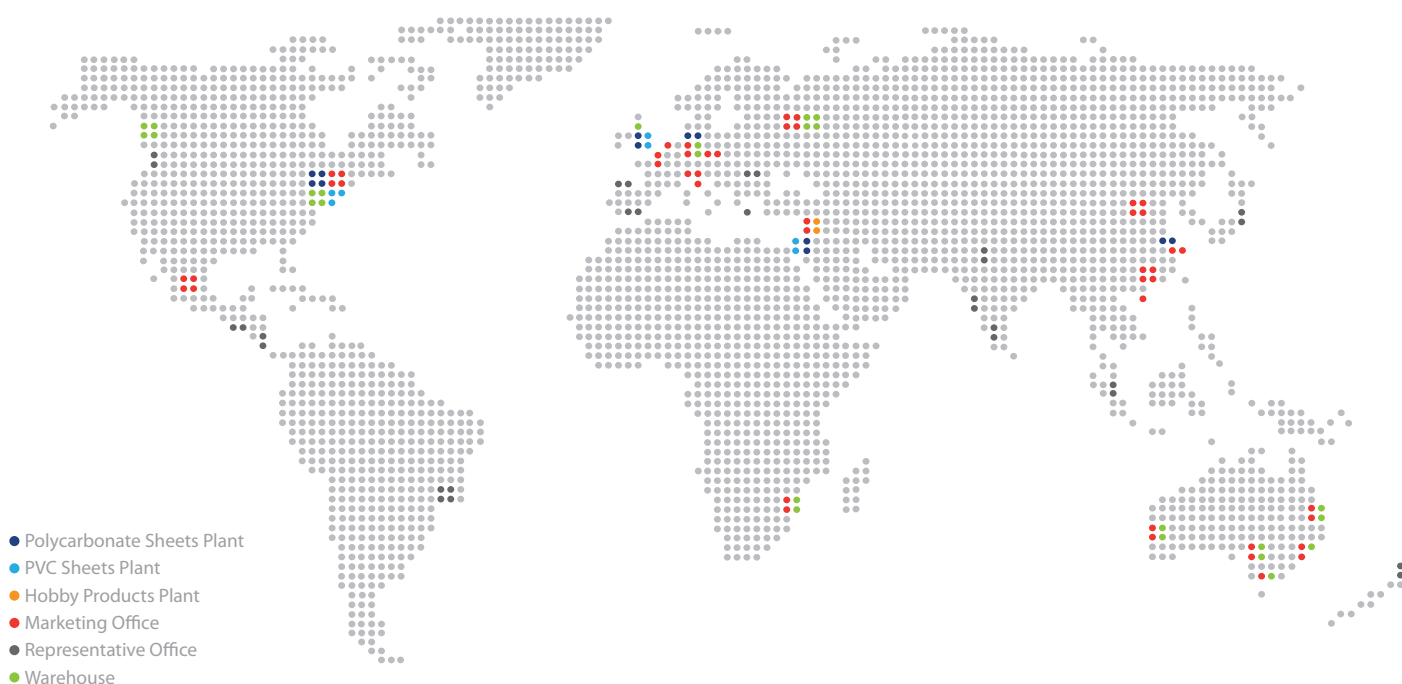 Polycarbonate Sheets Plant
PVC Sheets Plant
Hobby Products Plant
Marketing Office
Representative Office
Warehouse